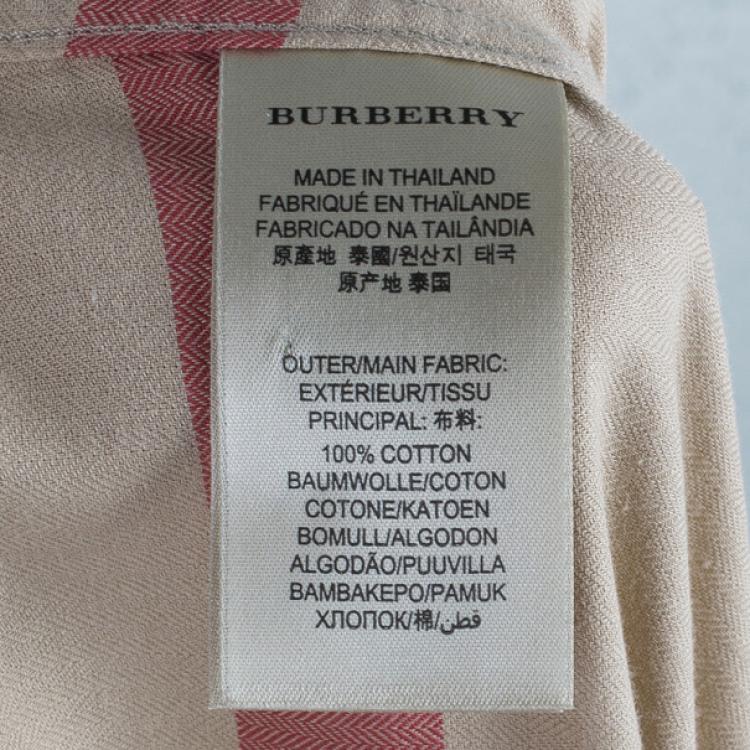 BURBERRY
MADE IN THAILAND
FABRIQUÉ EN THAÏLANDE
FABRICADO NA TAILÂNDIA
原產地 泰國/원산지 태국
原产地 泰国
OUTER/MAIN FABRIC:
EXTÉRIEUR/TISSU
PRINCIPAL: 布料:
100% COTTON
BAUMWOLLE/COTON
COTONE/KATOEN
BOMULL/ALGODON
ALGODÃO/PUUVILLA
BAMBAKEPO/PAMUK
ХЛОПОК/棉/قطن